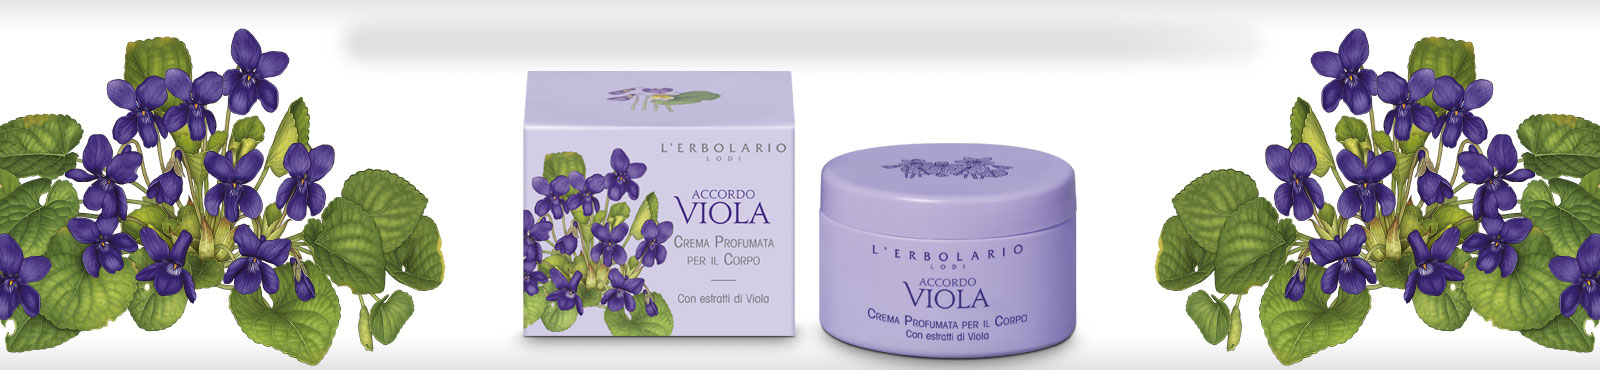 L'ERBOLARIO
LODI
ACCORDO
VIOLA
CREMA PROFUMATA
PER IL CORPO
Con estratti di Viola
L'ERBOLARIO
LODI
ACCORDO
VIOLA
CREMA PROFUMATA PER IL CORPO
Con estratti di Viola